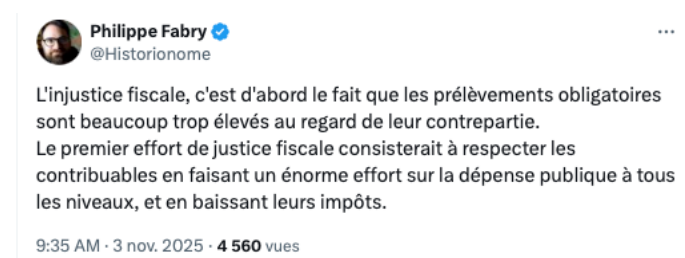 Philippe Fabry
@Historionome
L'injustice fiscale, c'est d'abord le fait que les prélèvements obligatoires
sont beaucoup trop élevés au regard de leur contrepartie.
Le premier effort de justice fiscale consisterait à respecter les
contribuables en faisant un énorme effort sur la dépense publique à tous
les niveaux, et en baissant leurs impôts.
9:35 AM · 3 nov. 2025 · 4 560 vues